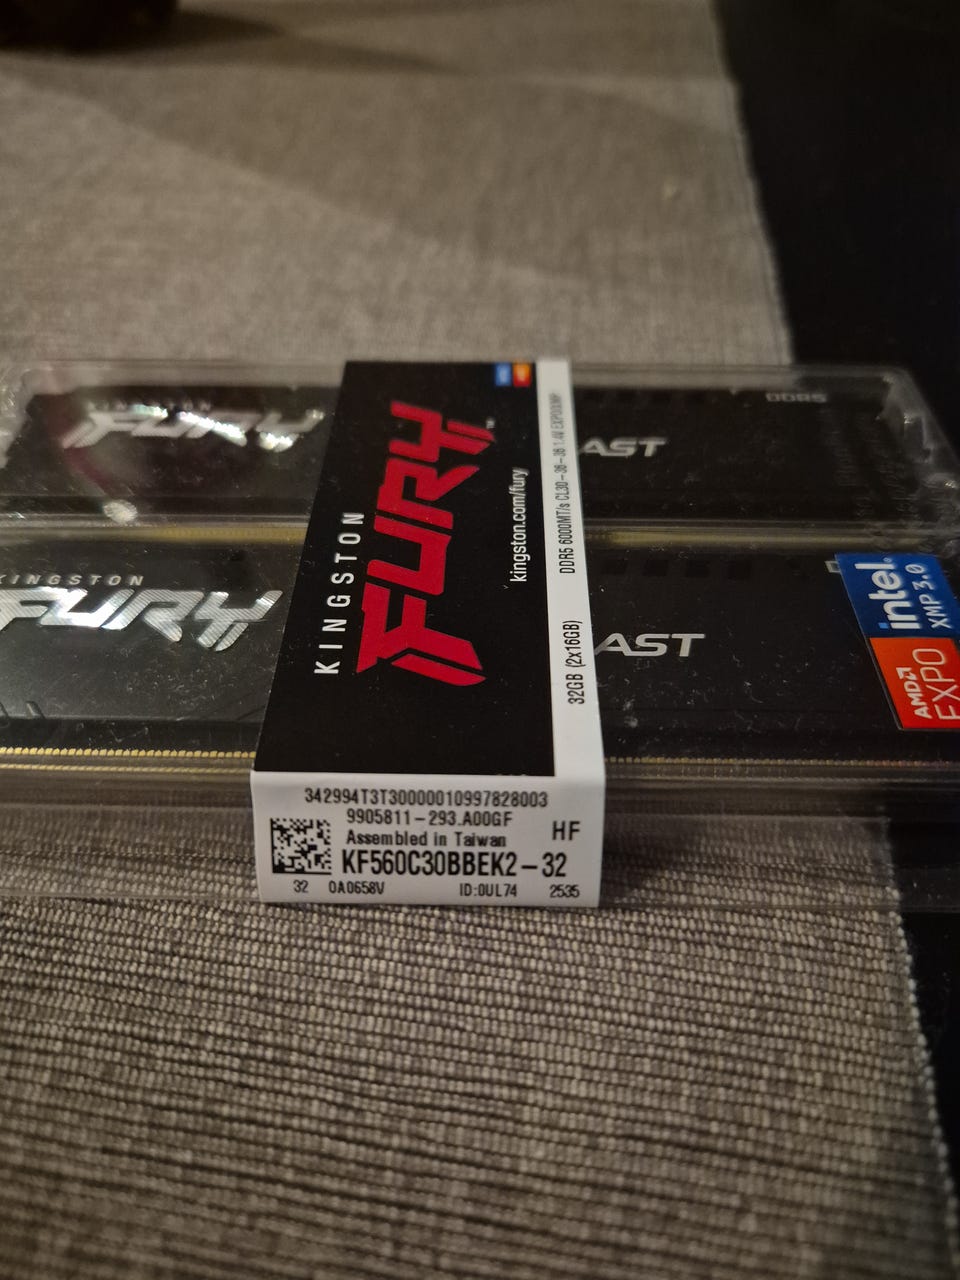 KINGSTON
FURY
AST
DDR5
KINGSTON
FURY
AST
intel.
XMP 3.0
AMD
EXPO
KINGSTON
FURY™
kingston.com/fury
32GB (2x16GB)
DDR5 6000MT/s CL30-36-36 1.4V EXPO/XMP
342994T3T30000010997828003
9905811-293.A00GF
Assembled in Taiwan
HF
KF560C30BBEK2-32
32 0A0658V ID:0UL74 2535